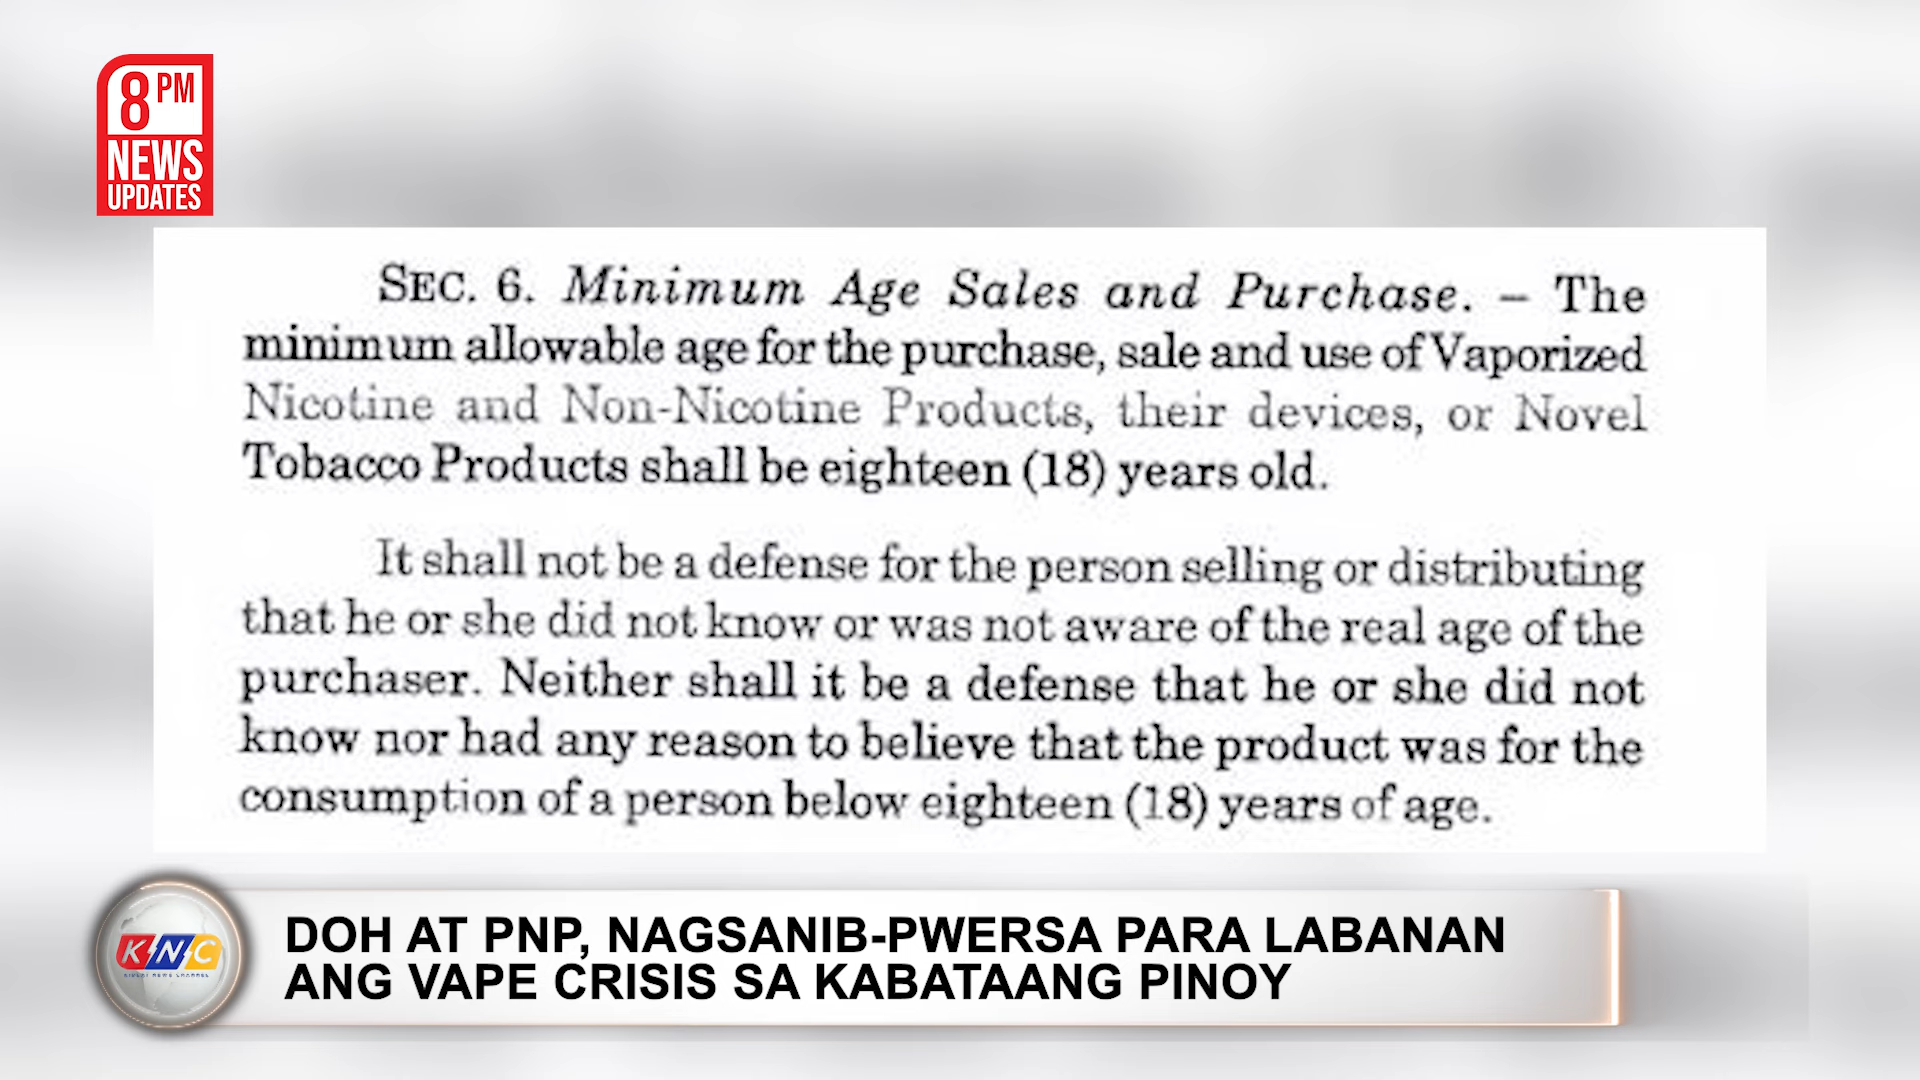 8 PM
NEWS
UPDATES
SEC. 6. Minimum Age Sales and Purchase. – The
minimum allowable age for the purchase, sale and use of Vaporized
Nicotine and Non-Nicotine Products, their devices, or Novel
Tobacco Products shall be eighteen (18) years old.
It shall not be a defense for the person selling or distributing
that he or she did not know or was not aware of the real age of the
purchaser. Neither shall it be a defense that he or she did not
know nor had any reason to believe that the product was for the
consumption of a person below eighteen (18) years of age.
KNC
DOH AT PNP, NAGSANIB-PWERSA PARA LABANAN
ANG VAPE CRISIS SA KABATAANG PINOY